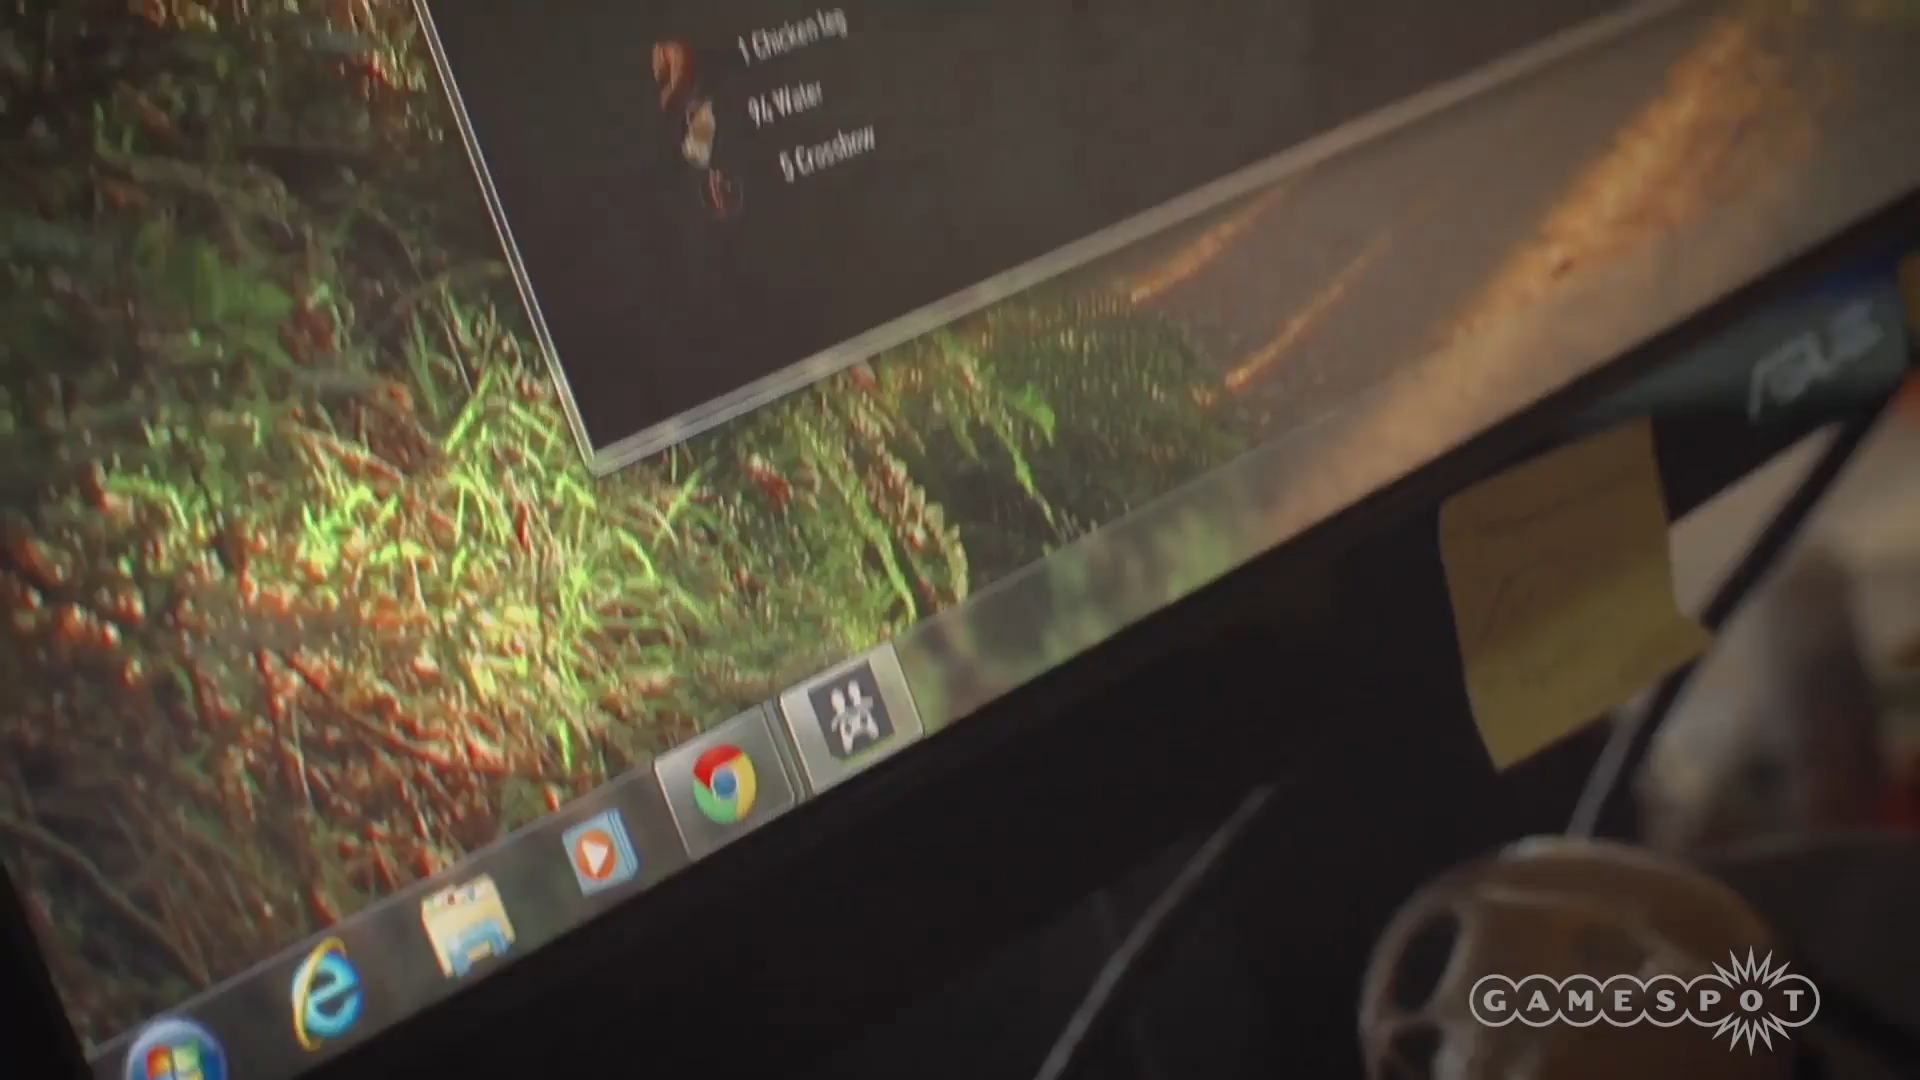 1 Chicken leg
94 Water
5 Crossbow
ASUS
GAMESPOT